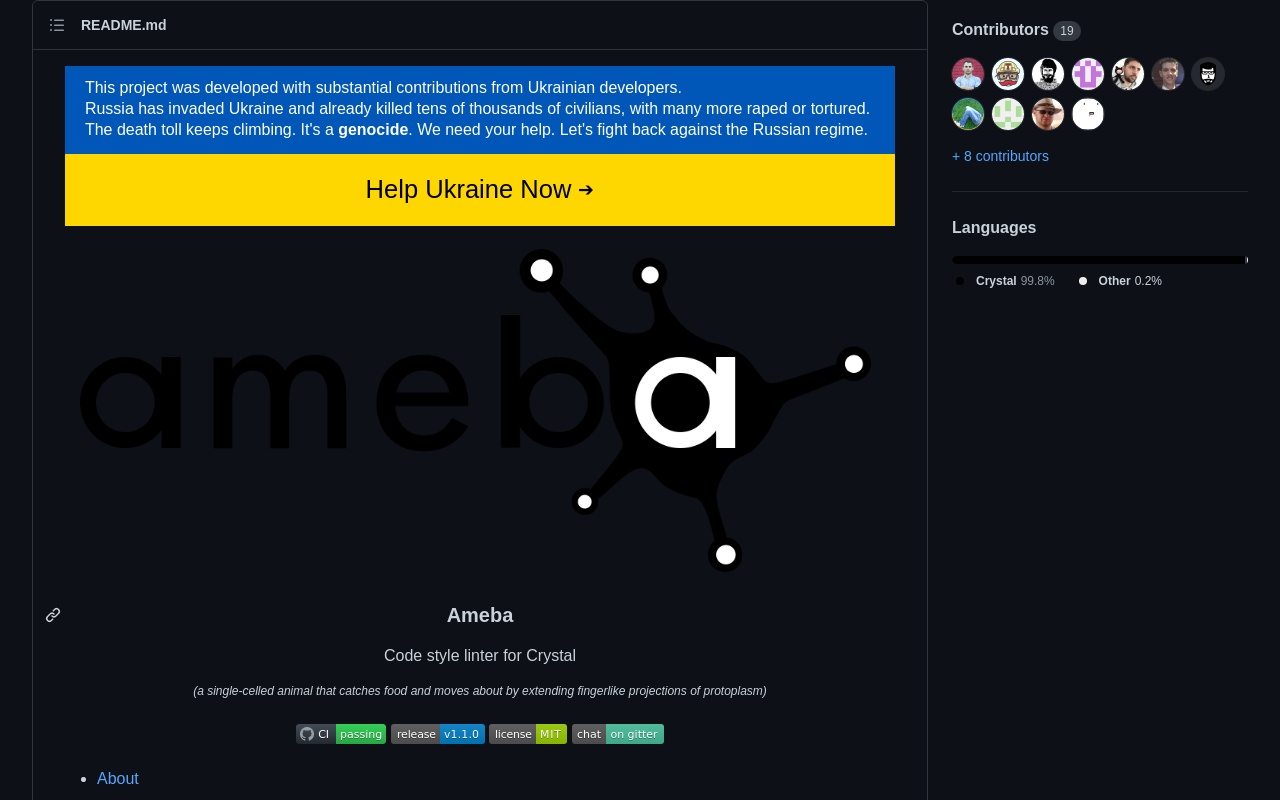 README.md
This project was developed with substantial contributions from Ukrainian developers.
Russia has invaded Ukraine and already killed tens of thousands of civilians, with many more raped or tortured.
The death toll keeps climbing. It's a genocide. We need your help. Let's fight back against the Russian regime.
Help Ukraine Now ➔
ameba
Ameba
Code style linter for Crystal
(a single-celled animal that catches food and moves about by extending fingerlike projections of protoplasm)
CI passing release v1.1.0 license MIT chat on gitter
About
Contributors 19
+ 8 contributors
Languages
Crystal 99.8% Other 0.2%